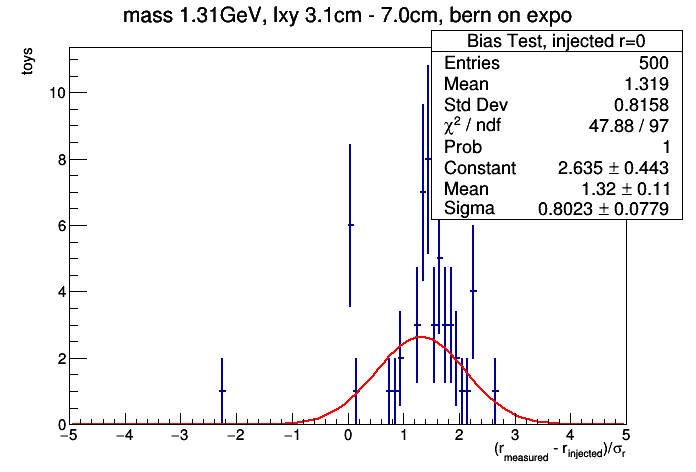 mass 1.31GeV, lxy 3.1cm - 7.0cm, bern on expo
Bias Test, injected r=0
Entries 500
Mean 1.319
Std Dev 0.8158
χ² / ndf 47.88 / 97
Prob 1
Constant 2.635 ± 0.443
Mean 1.32 ± 0.11
Sigma 0.8023 ± 0.0779
toys
10
8
6
4
2
0
−5 −4 −3 −2 −1 0 1 2 3 4 5
(r_measured - r_injected)/σ_r